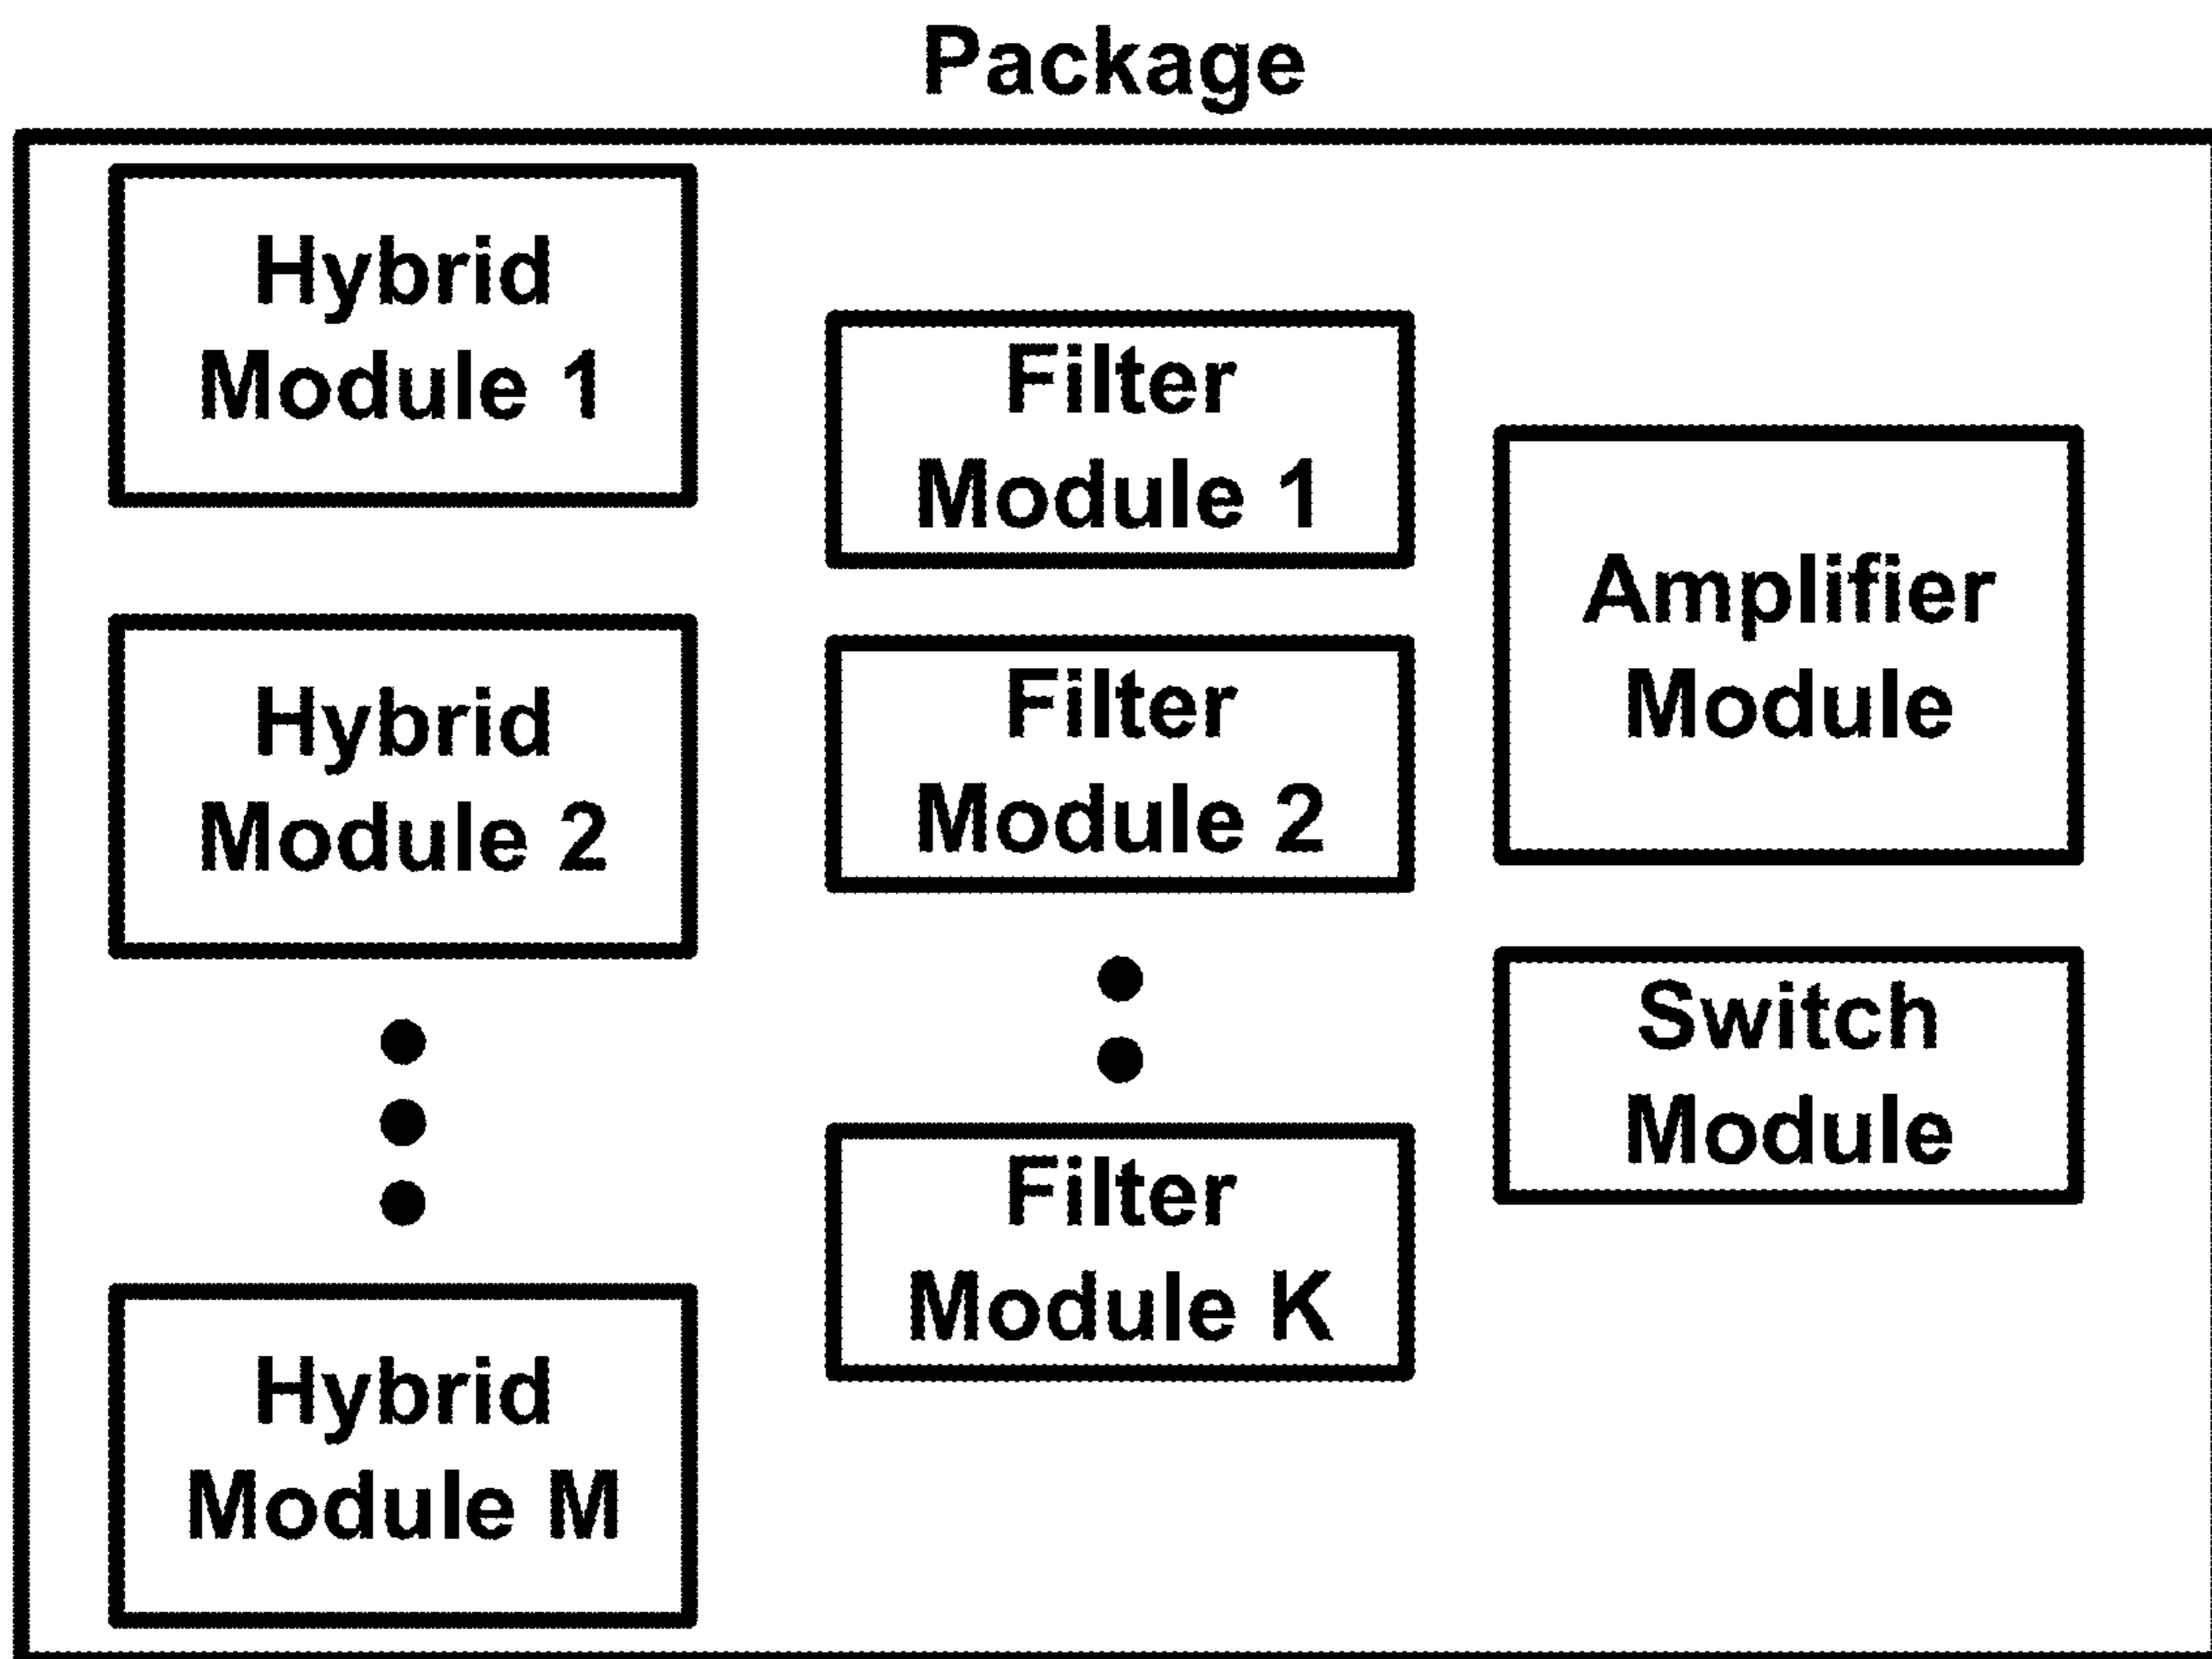 Package
Hybrid
Module 1
Hybrid
Module 2
Hybrid
Module M
Filter
Module 1
Filter
Module 2
Filter
Module K
Amplifier
Module
Switch
Module